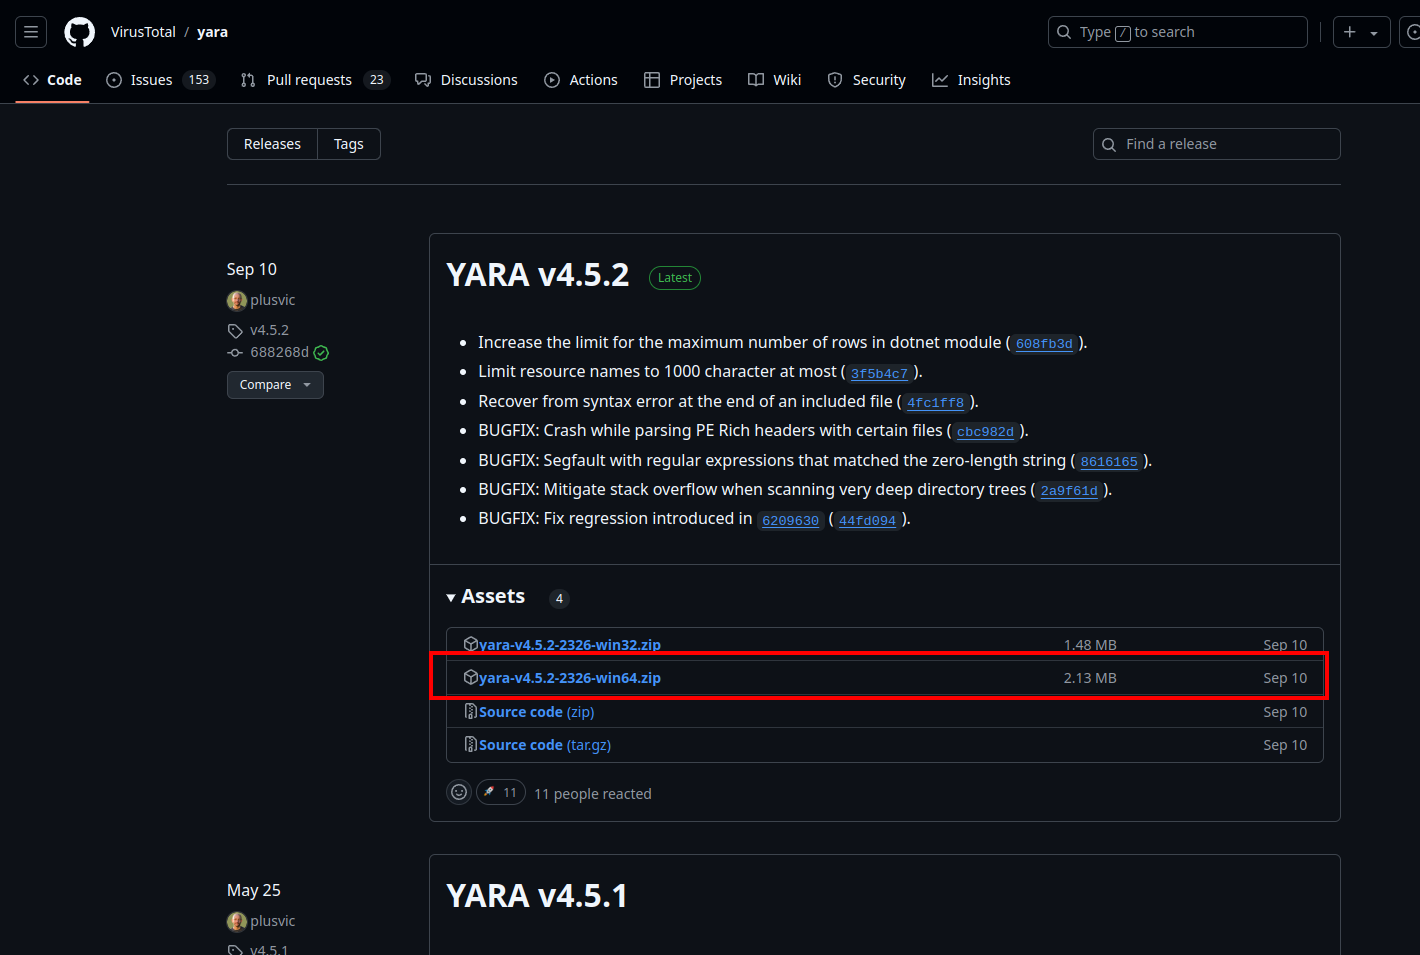 VirusTotal / yara
Type / to search
Code
Issues 153
Pull requests 23
Discussions
Actions
Projects
Wiki
Security
Insights
Releases
Tags
Find a release
Sep 10
plusvic
v4.5.2
688268d
Compare
YARA v4.5.2 Latest
Increase the limit for the maximum number of rows in dotnet module (608fb3d).
Limit resource names to 1000 character at most (3f5b4c7).
Recover from syntax error at the end of an included file (4fc1ff8).
BUGFIX: Crash while parsing PE Rich headers with certain files (cbc982d).
BUGFIX: Segfault with regular expressions that matched the zero-length string (8616165).
BUGFIX: Mitigate stack overflow when scanning very deep directory trees (2a9f61d).
BUGFIX: Fix regression introduced in 6209630 (44fd094).
Assets 4
yara-v4.5.2-2326-win32.zip 1.48 MB Sep 10
yara-v4.5.2-2326-win64.zip 2.13 MB Sep 10
Source code (zip) Sep 10
Source code (tar.gz) Sep 10
11 11 people reacted
May 25
plusvic
v4.5.1
YARA v4.5.1